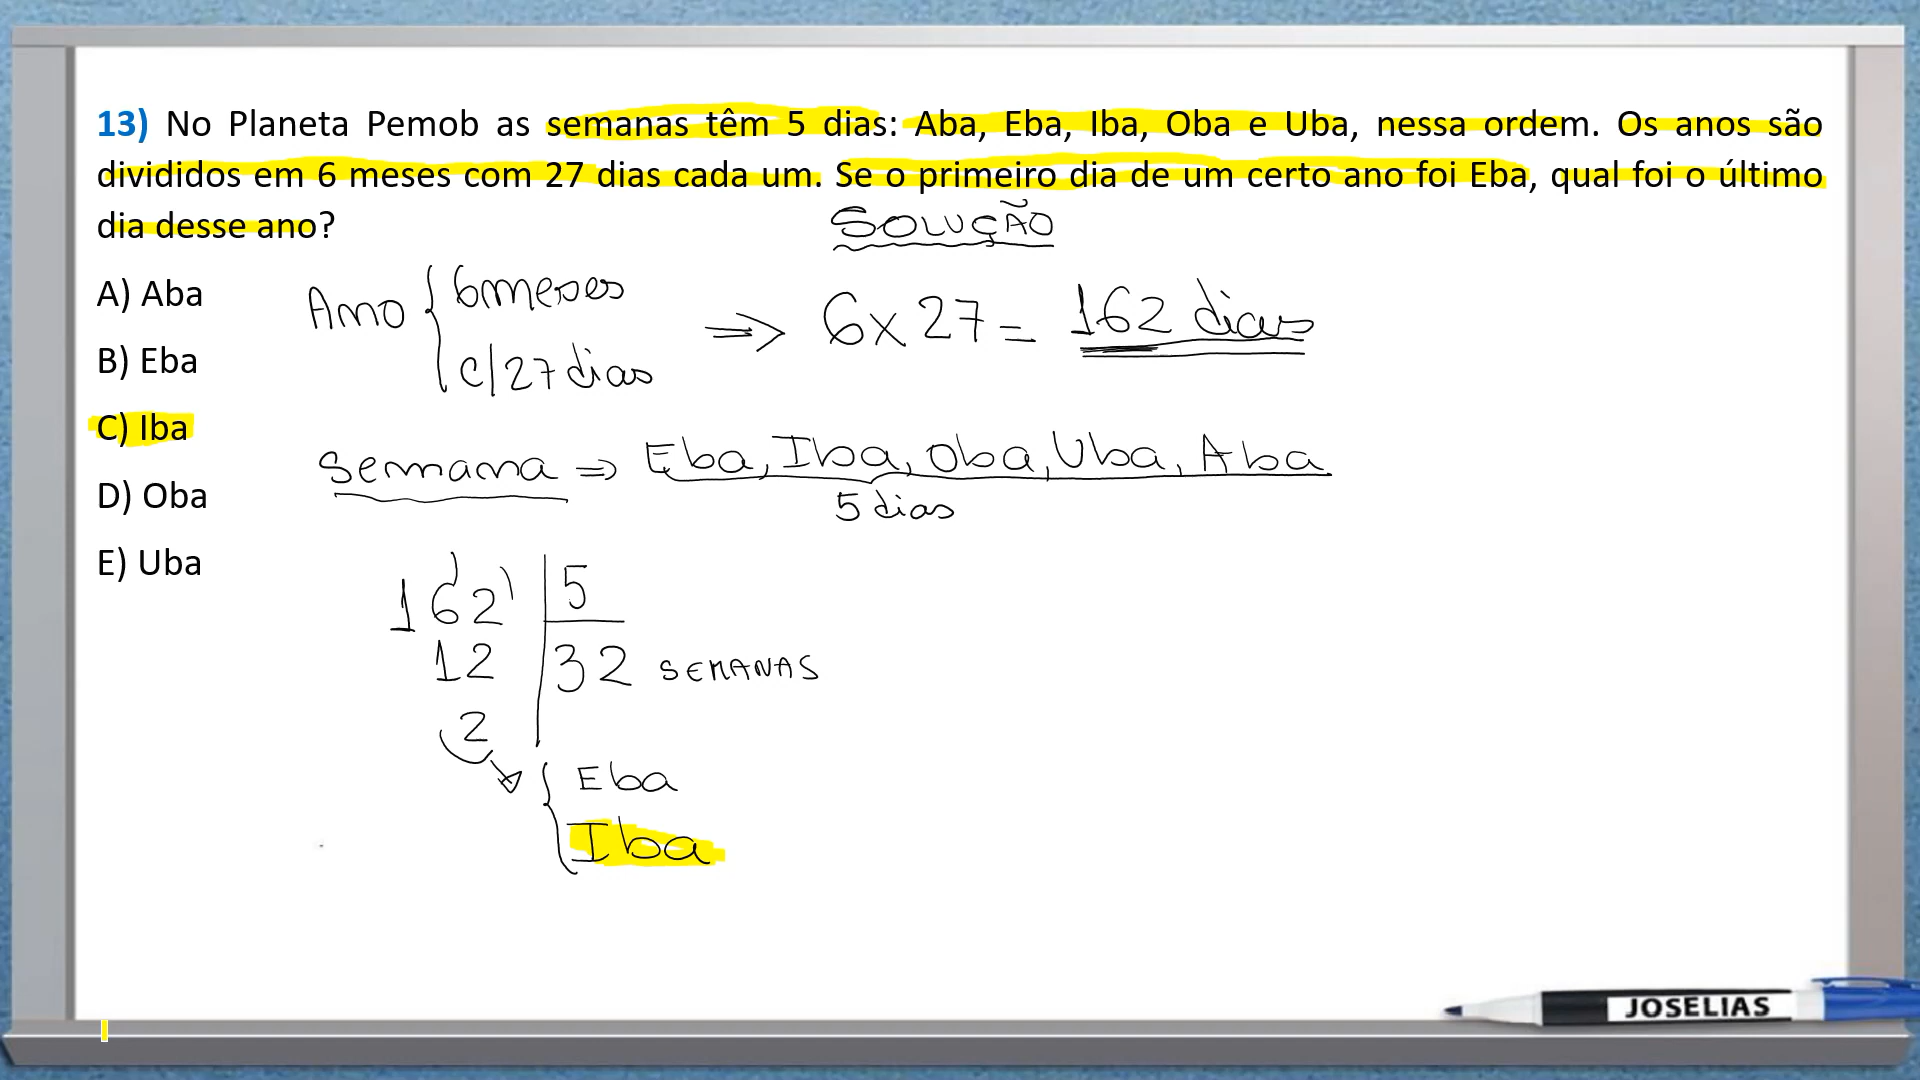 13) No Planeta Pemob as semanas têm 5 dias: Aba, Eba, Iba, Oba e Uba, nessa ordem. Os anos são
divididos em 6 meses com 27 dias cada um. Se o primeiro dia de um certo ano foi Eba, qual foi o último
dia desse ano?
SOLUÇÃO
A) Aba
B) Eba
C) Iba
D) Oba
E) Uba
Ano { 6 meses
c/27 dias
⇒ 6 x 27 = 162 dias
semana ⇒ Eba, Iba, Oba, Uba, Aba
5 dias
162 5
12 32 SEMANAS
2
Eba
Iba
JOSELIAS